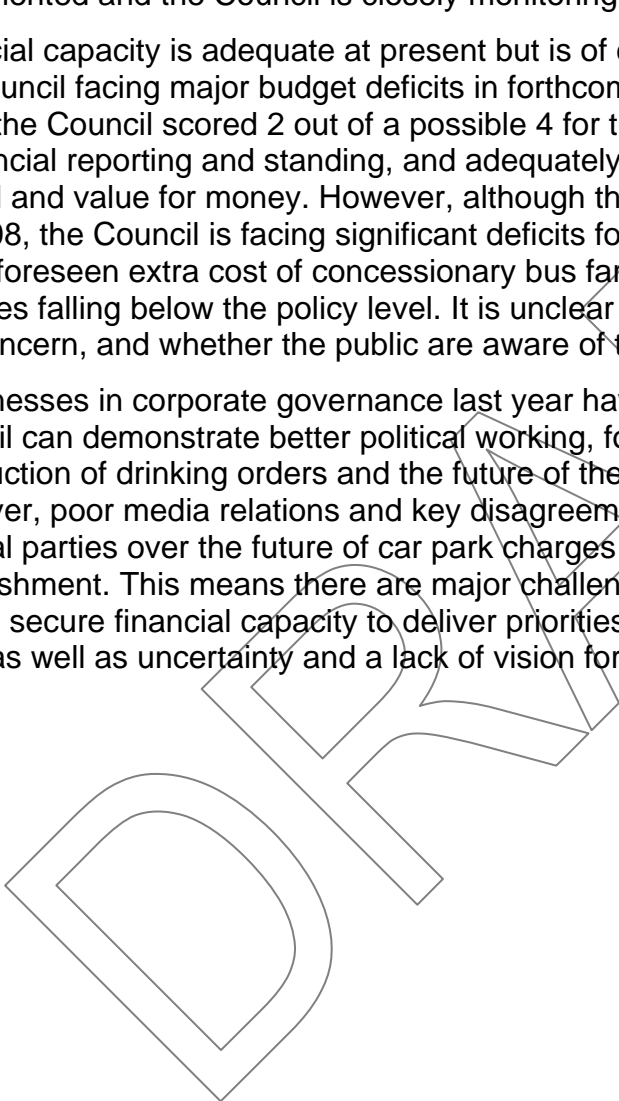 and the Council is closely monitoring
cial capacity is adequate at present but is of
uncil facing major budget deficits in forthcom
the Council scored 2 out of a possible 4 for t
ncial reporting and standing, and adequately
l and value for money. However, although th
08, the Council is facing significant deficits fo
foreseen extra cost of concessionary bus far
es falling below the policy level. It is unclear
ncern, and whether the public are aware of t
nesses in corporate governance last year hav
il can demonstrate better political working, fo
uction of drinking orders and the future of the
ver, poor media relations and key disagreem
al parties over the future of car park charges
ishment. This means there are major challen
secure financial capacity to deliver priorities
as well as uncertainty and a lack of vision for
DRA